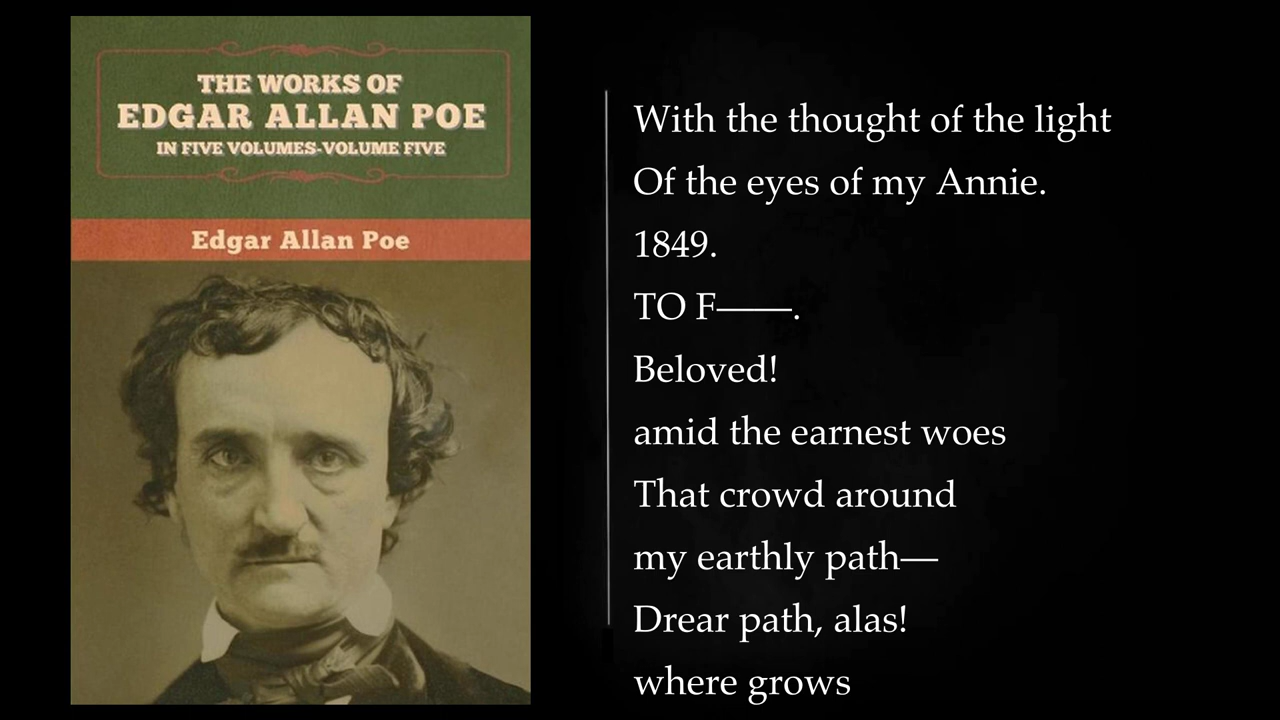 THE WORKS OF
EDGAR ALLAN POE
IN FIVE VOLUMES-VOLUME FIVE
Edgar Allan Poe
With the thought of the light
Of the eyes of my Annie.
1849.
TO F——.
Beloved!
amid the earnest woes
That crowd around
my earthly path—
Drear path, alas!
where grows